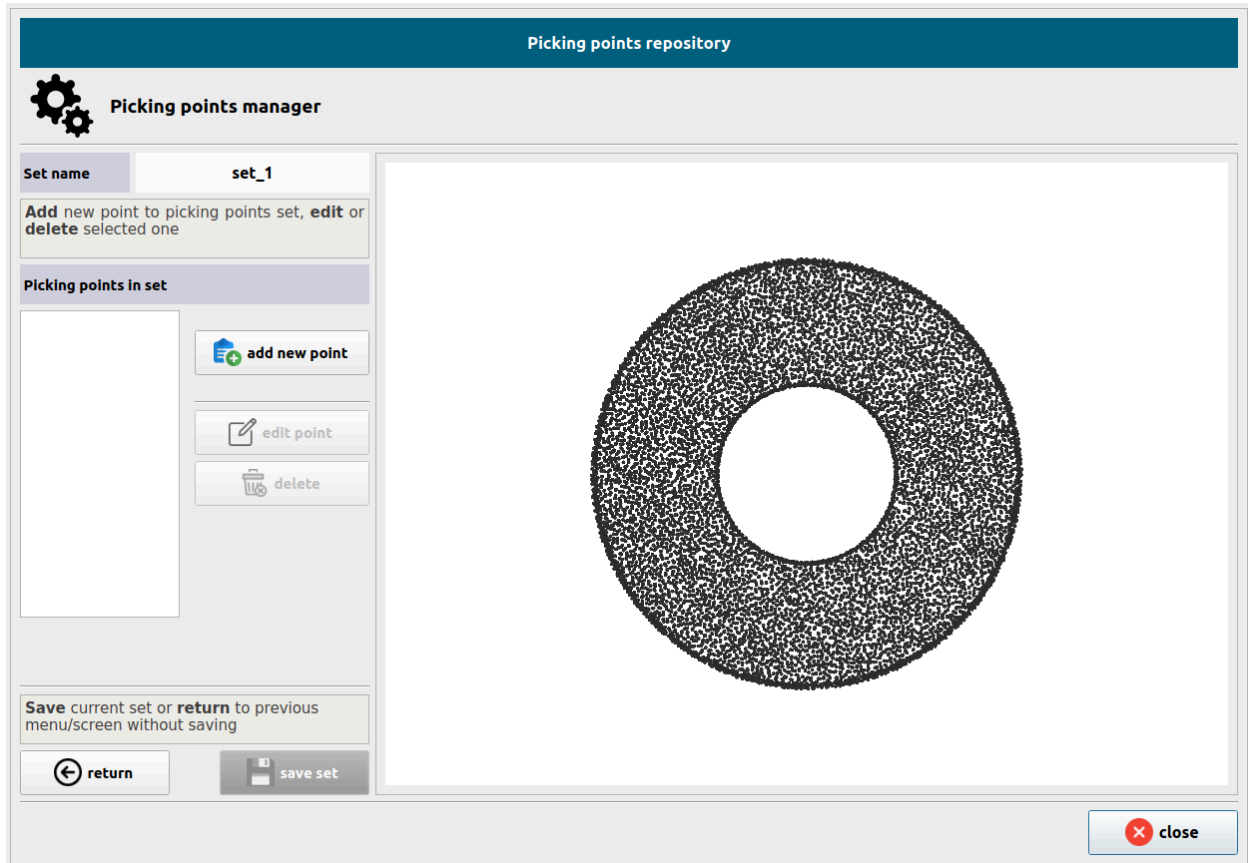 Picking points repository
Picking points manager
Set name
set_1
Add new point to picking points set, edit or
delete selected one
Picking points in set
add new point
edit point
delete
Save current set or return to previous
menu/screen without saving
return
save set
close